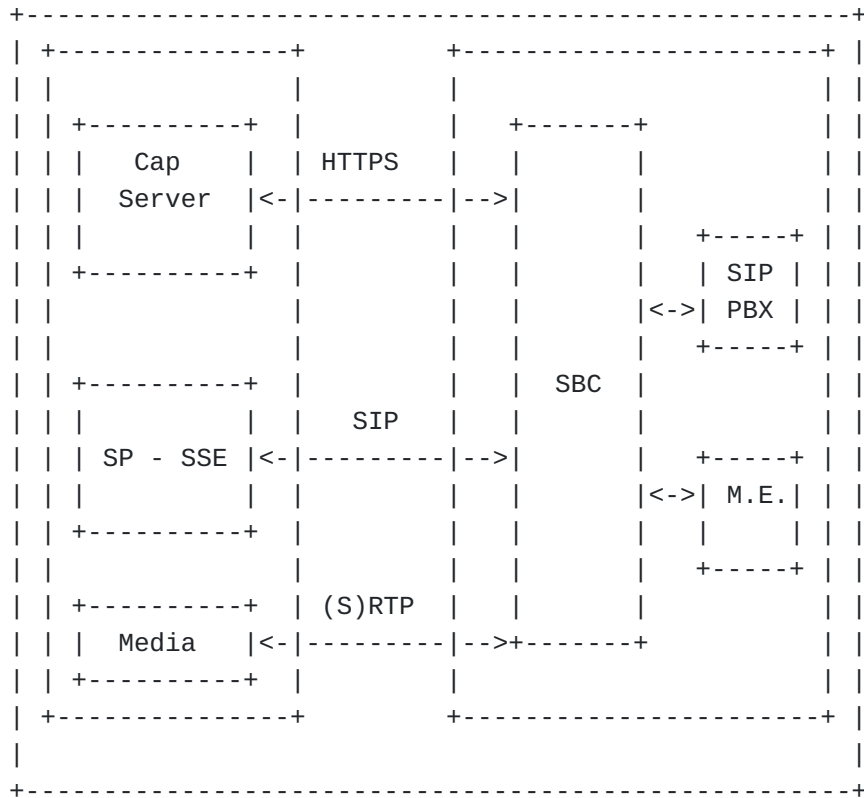 Cap HTTPS
Server
SIP
PBX
SBC
SIP
SP - SSE
M.E.
(S)RTP
Media